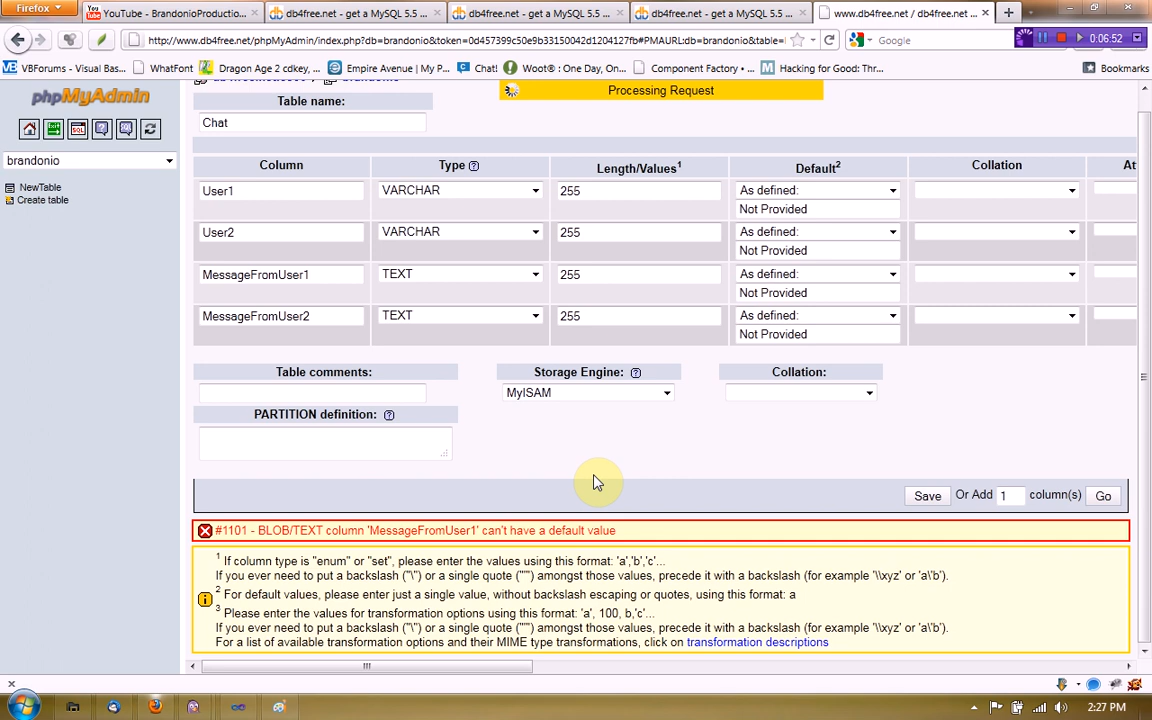 Firefox
YouTube - BrandonioProduction...
db4free.net - get a MySQL 5.5 ...
db4free.net - get a MySQL 5.5 ...
db4free.net - get a MySQL 5.5 ...
www.db4free.net / db4free.net ...
00:06:52
http://www.db4free.net/phpMyAdmin/index.php?db=brandonio&token=0d457399c50e9b33150042d1204127fb#PMAURL:db=brandonio&table=
Google
VBForums - Visual Bas...
WhatFont
Dragon Age 2 cdkey, ...
Empire Avenue | My P...
Chat!
Woot® : One Day, On...
Component Factory • ...
Hacking for Good: Thr...
Bookmarks
phpMyAdmin
brandonio
NewTable
Create table
Processing Request
Table name:
Chat
Column Type Length/Values1 Default2 Collation At
User1 VARCHAR 255 As defined:
Not Provided
User2 VARCHAR 255 As defined:
Not Provided
MessageFromUser1 TEXT 255 As defined:
Not Provided
MessageFromUser2 TEXT 255 As defined:
Not Provided
Table comments: Storage Engine: Collation:
MyISAM
PARTITION definition:
Save Or Add 1 column(s) Go
#1101 - BLOB/TEXT column 'MessageFromUser1' can't have a default value
1 If column type is "enum" or "set", please enter the values using this format: 'a','b','c'...
If you ever need to put a backslash ("\") or a single quote ("'") amongst those values, precede it with a backslash (for example '\\xyz' or 'a\'b').
2 For default values, please enter just a single value, without backslash escaping or quotes, using this format: a
3 Please enter the values for transformation options using this format: 'a', 100, b,'c'...
If you ever need to put a backslash ("\") or a single quote ("'") amongst those values, precede it with a backslash (for example '\\xyz' or 'a\'b').
For a list of available transformation options and their MIME type transformations, click on transformation descriptions
2:27 PM